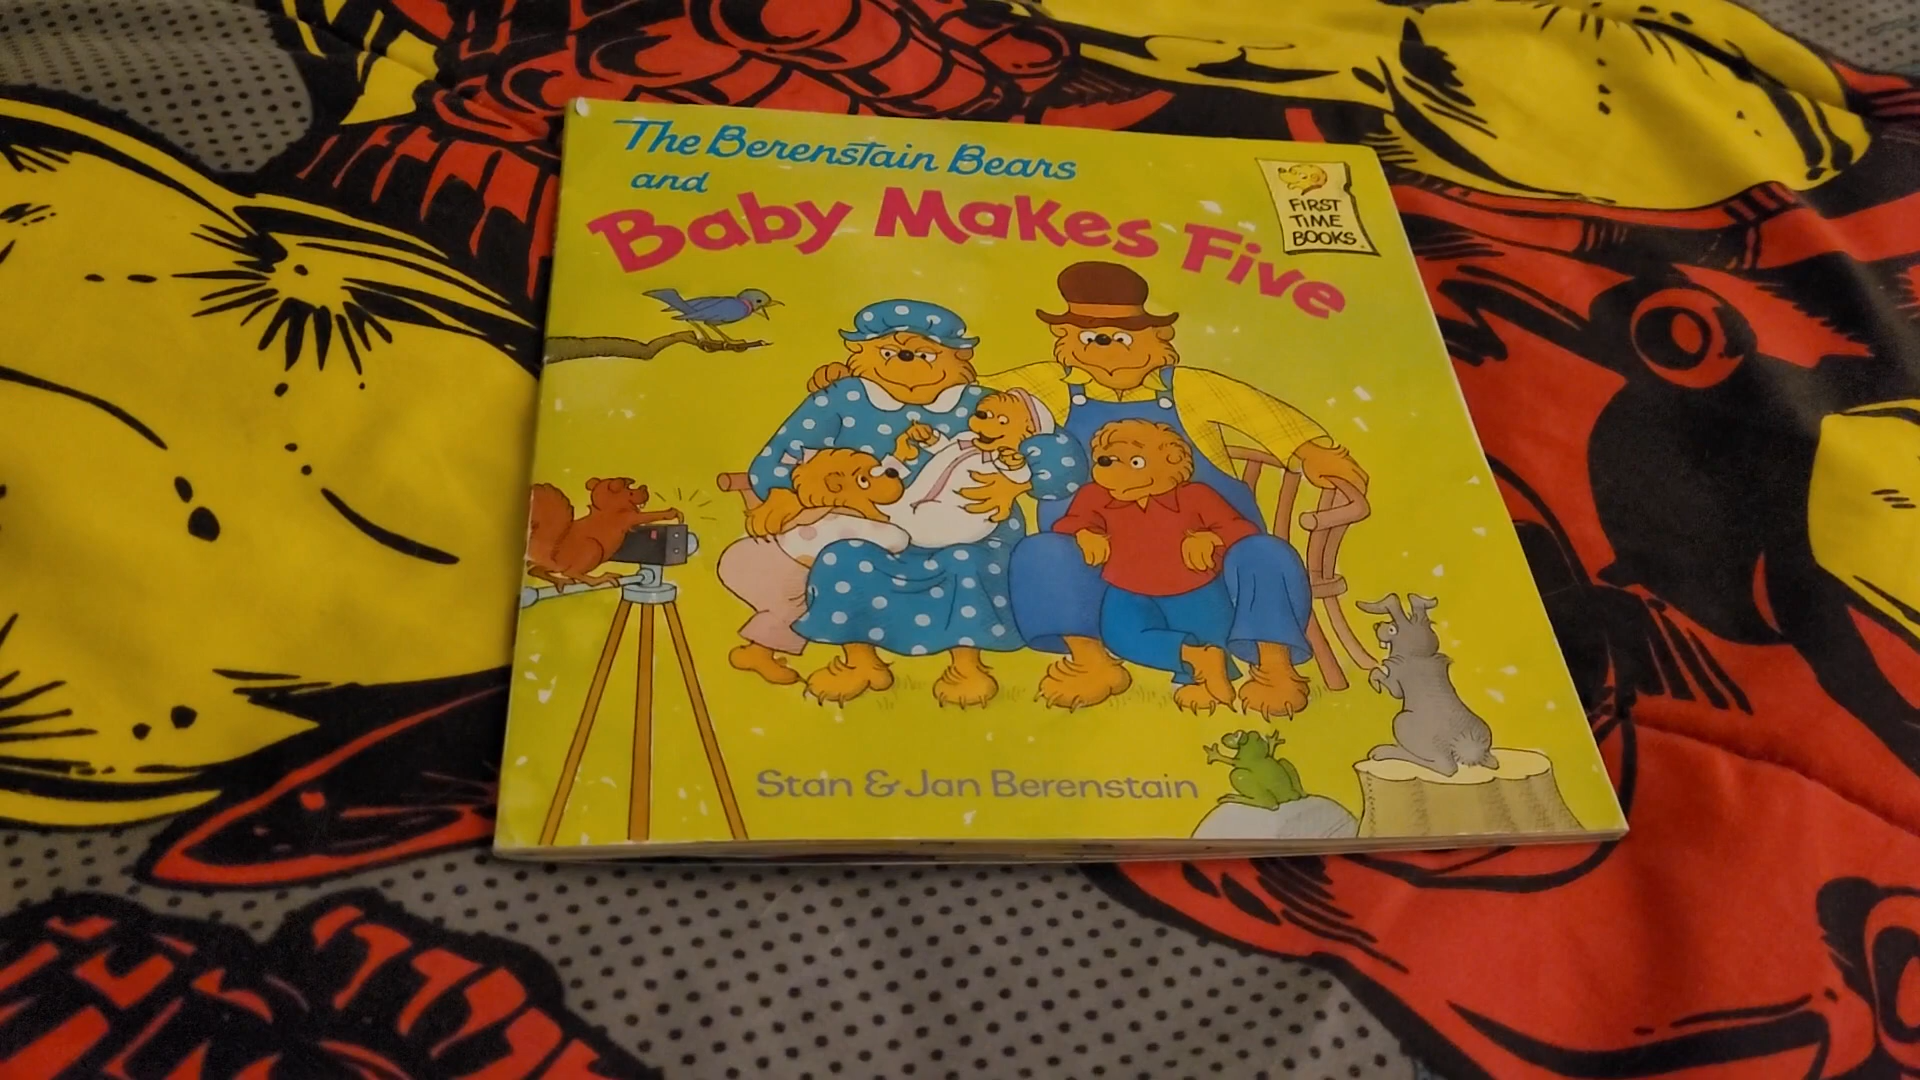 The Berenstain Bears
and
Baby Makes Five
FIRST
TIME
BOOKS
Stan & Jan Berenstain